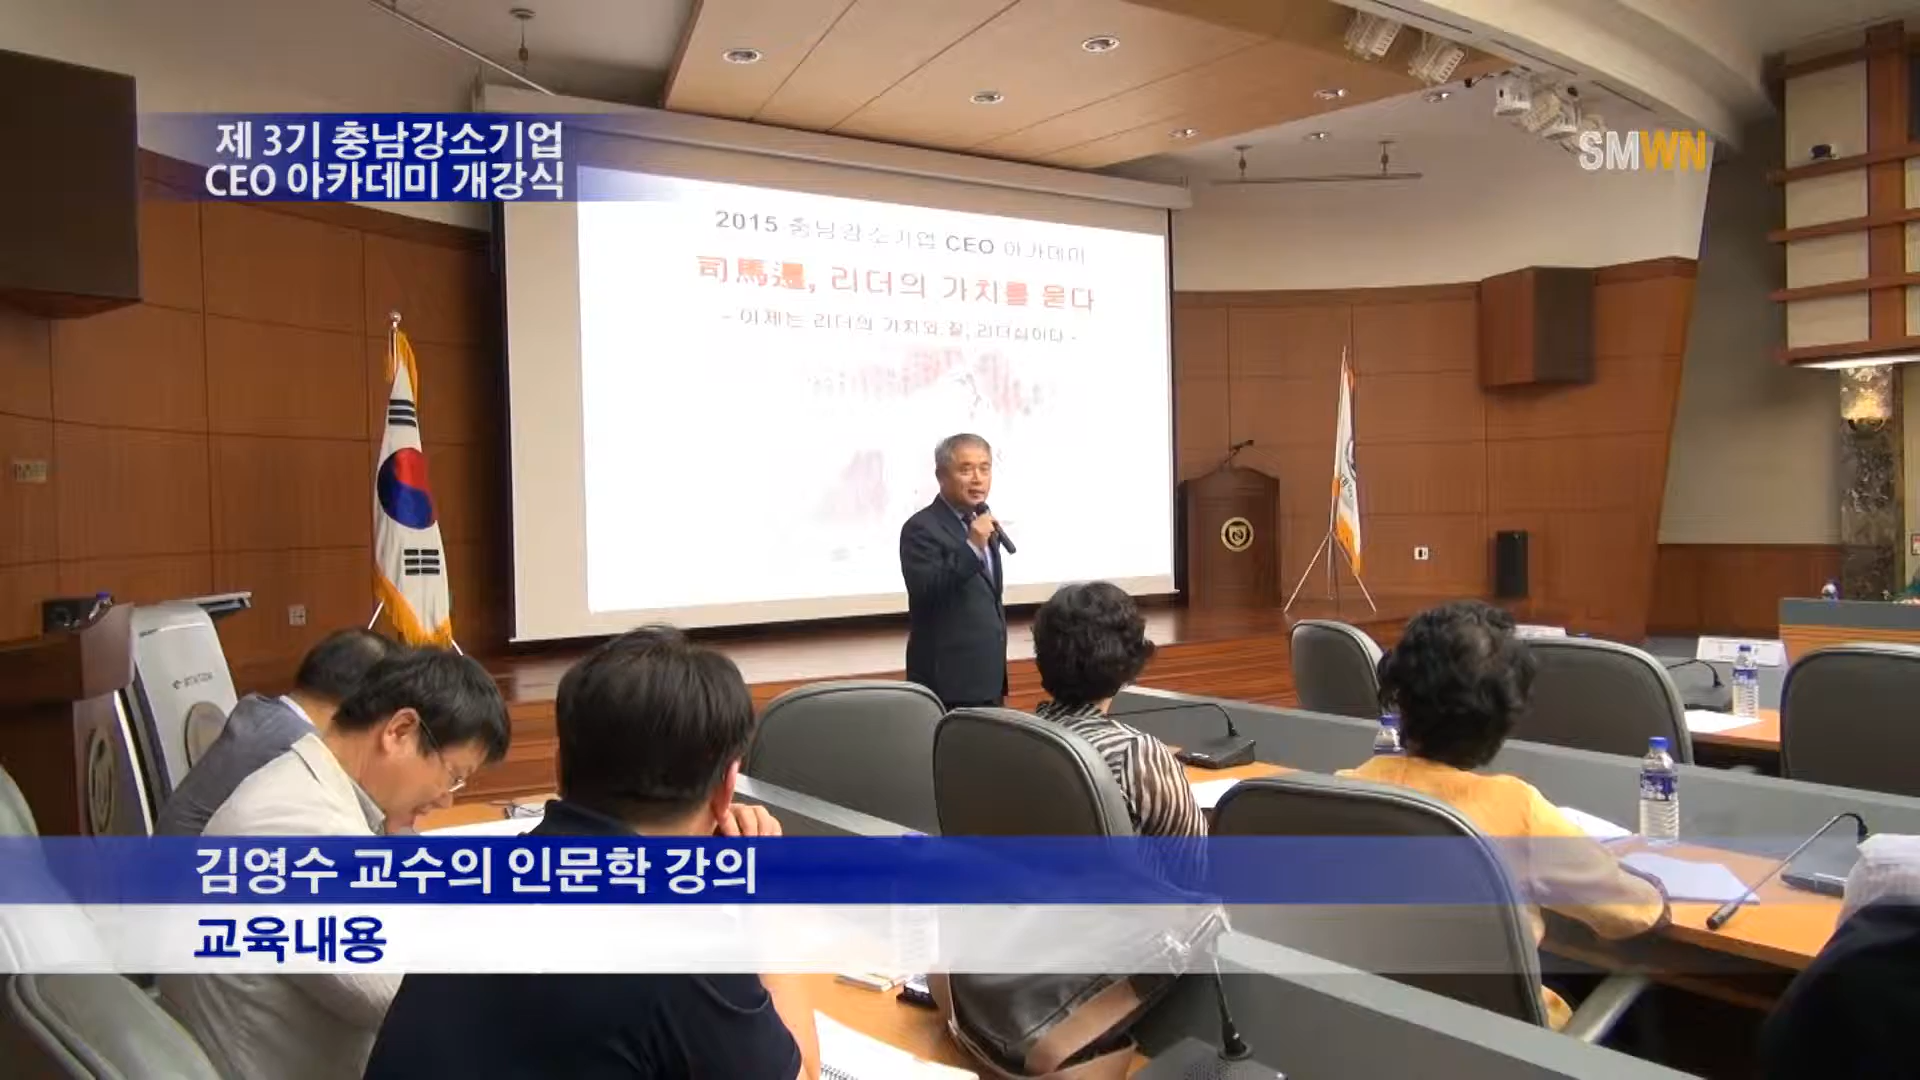 제 3기 충남강소기업
CEO 아카데미 개강식
SMWN
2015 충남강소기업 CEO 아카데미
司馬遷, 리더의 가치를 묻다
- 이제는 리더의 가치와 질, 리더십이다 -
김영수 교수의 인문학 강의
교육내용